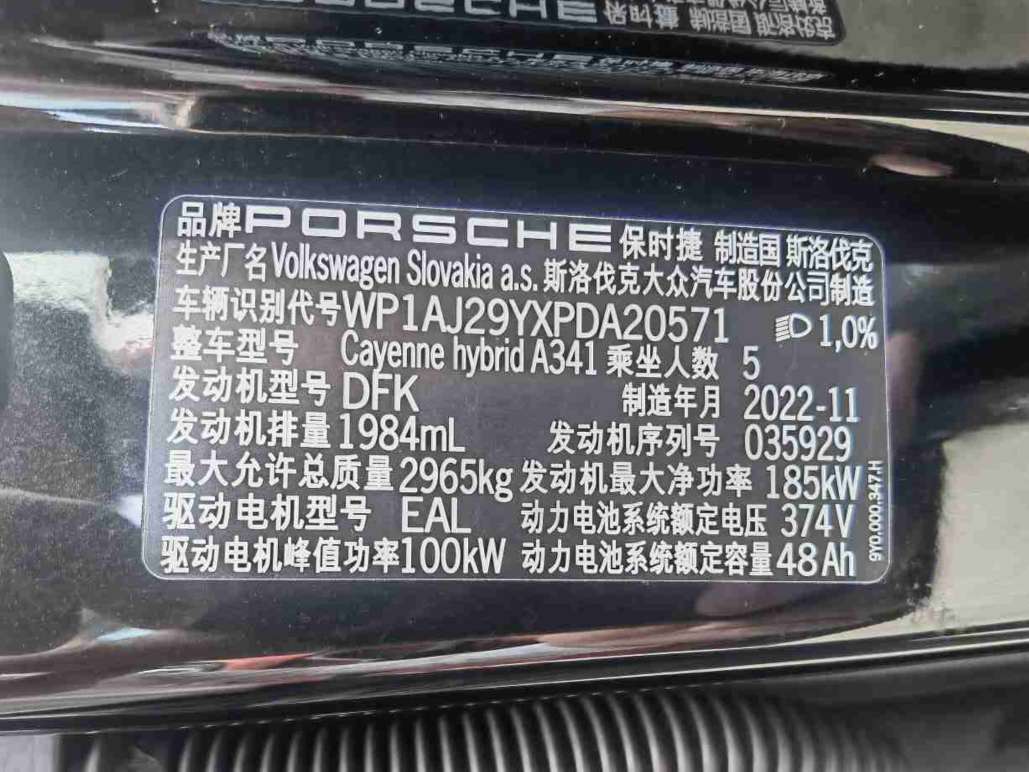 品牌PORSCHE保时捷 制造国 斯洛伐克
生产厂名Volkswagen Slovakia a.s.斯洛伐克大众汽车股份公司制造
车辆识别代号WP1AJ29YXPDA20571 1,0%
整车型号 Cayenne hybrid A341 乘坐人数 5
发动机型号 DFK 制造年月 2022-11
发动机排量1984mL 发动机序列号 035929
最大允许总质量2965kg 发动机最大净功率 185kW
驱动电机型号 EAL 动力电池系统额定电压 374V
驱动电机峰值功率100kW 动力电池系统额定容量48Ah
9Y0.000.347.H